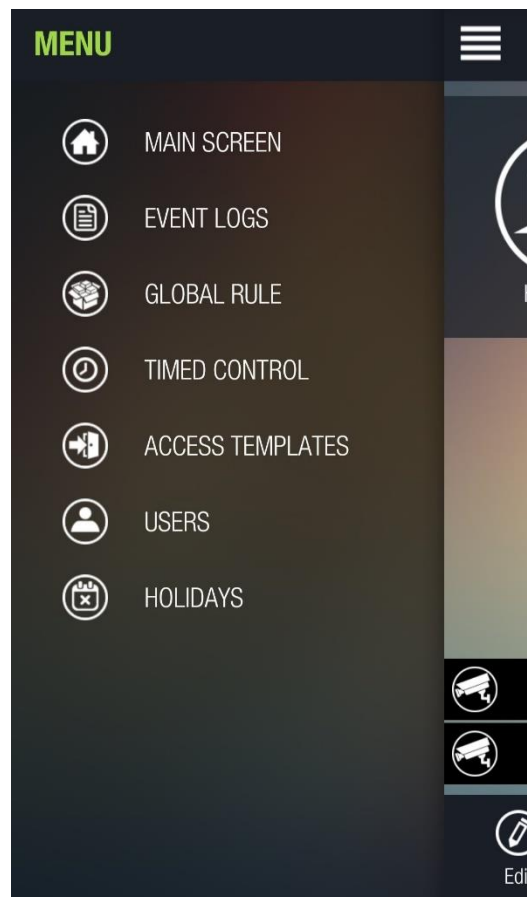 MENU
MAIN SCREEN
EVENT LOGS
GLOBAL RULE
TIMED CONTROL
ACCESS TEMPLATES
USERS
HOLIDAYS